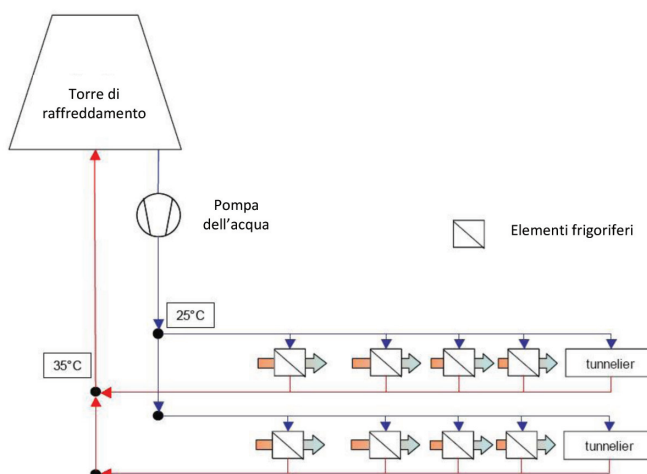 Torre di
raffreddamento
Pompa
dell'acqua
Elementi frigoriferi
25°C
35°C
tunnelier
tunnelier